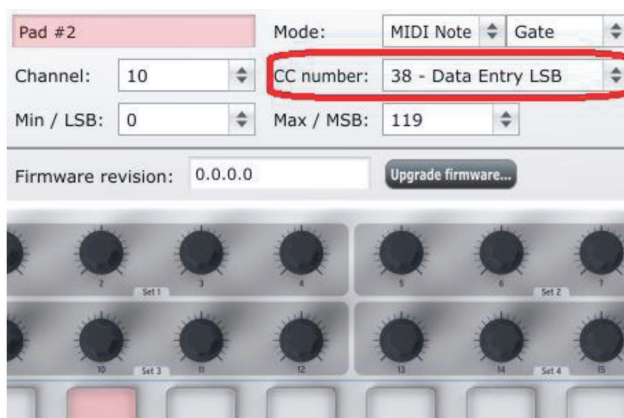 Pad #2 Mode: MIDI Note Gate
Channel: 10 CC number: 38 - Data Entry LSB
Min / LSB: 0 Max / MSB: 119
Firmware revision: 0.0.0.0 Upgrade firmware...
2 3 4 5 6 7
Set 1 Set 2
10 11 12 13 14 15
Set 3 Set 4